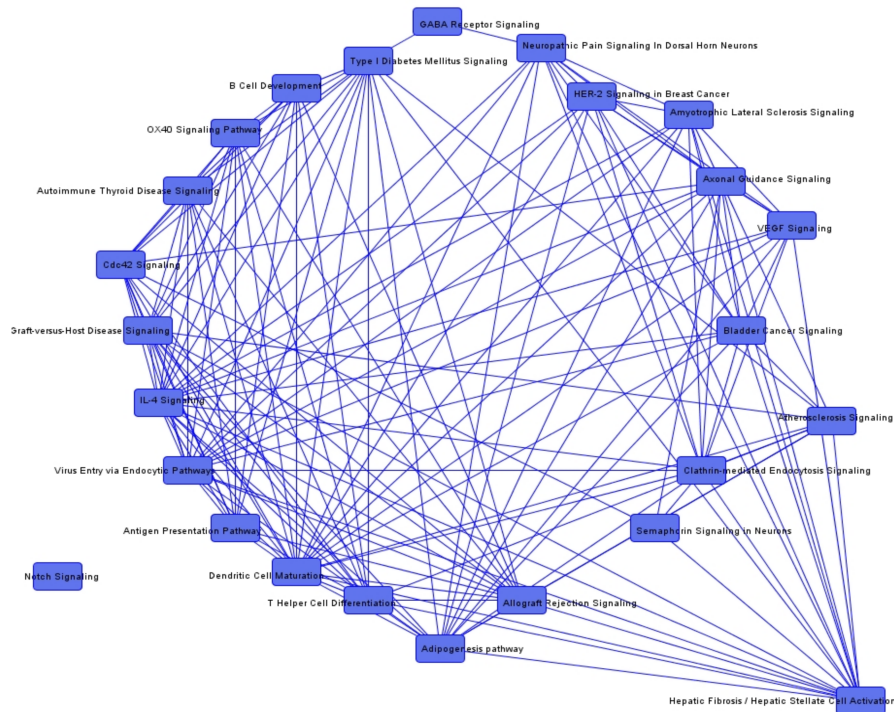 GABA Receptor Signaling
Neuropathic Pain Signaling In Dorsal Horn Neurons
Type I Diabetes Mellitus Signaling
B Cell Development
HER-2 Signaling in Breast Cancer
Amyotrophic Lateral Sclerosis Signaling
OX40 Signaling Pathway
Axonal Guidance Signaling
Autoimmune Thyroid Disease Signaling
VEGF Signaling
Cdc42 Signaling
Graft-versus-Host Disease Signaling
Bladder Cancer Signaling
IL-4 Signaling
Atherosclerosis Signaling
Virus Entry via Endocytic Pathways
Clathrin-mediated Endocytosis Signaling
Antigen Presentation Pathway
Semaphorin Signaling in Neurons
Notch Signaling
Dendritic Cell Maturation
T Helper Cell Differentiation
Allograft Rejection Signaling
Adipogenesis pathway
Hepatic Fibrosis / Hepatic Stellate Cell Activation